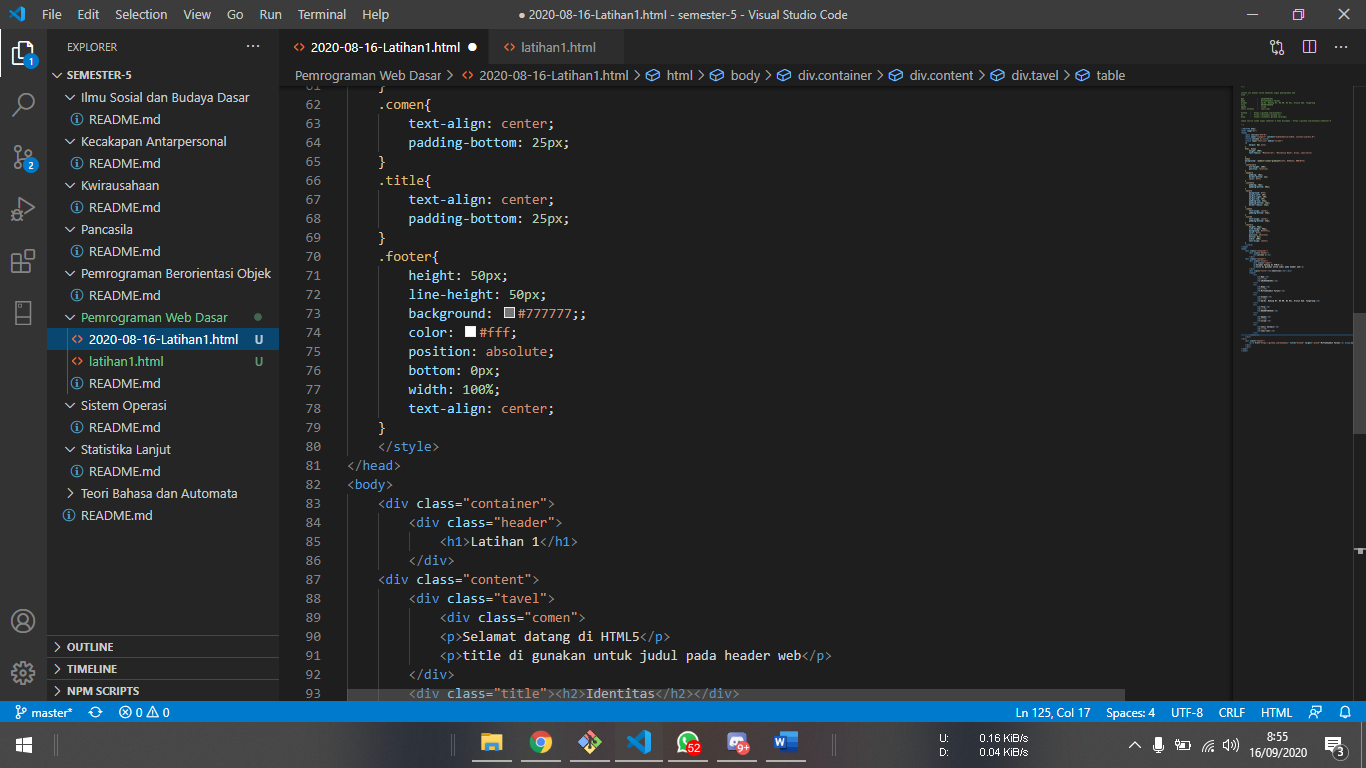 File Edit Selection View Go Run Terminal Help
● 2020-08-16-Latihan1.html - semester-5 - Visual Studio Code
EXPLORER
SEMESTER-5
Ilmu Sosial dan Budaya Dasar
README.md
Kecakapan Antarpersonal
README.md
Kwirausahaan
README.md
Pancasila
README.md
Pemrograman Berorientasi Objek
README.md
Pemrograman Web Dasar
2020-08-16-Latihan1.html U
latihan1.html U
README.md
Sistem Operasi
README.md
Statistika Lanjut
README.md
Teori Bahasa dan Automata
README.md
OUTLINE
TIMELINE
NPM SCRIPTS
1
2
2020-08-16-Latihan1.html
latihan1.html
Pemrograman Web Dasar > 2020-08-16-Latihan1.html > html > body > div.container > div.content > div.tavel > table
61 }
62 .comen{
63 text-align: center;
64 padding-bottom: 25px;
65 }
66 .title{
67 text-align: center;
68 padding-bottom: 25px;
69 }
70 .footer{
71 height: 50px;
72 line-height: 50px;
73 background: #777777;;
74 color: #fff;
75 position: absolute;
76 bottom: 0px;
77 width: 100%;
78 text-align: center;
79 }
80 </style>
81 </head>
82 <body>
83 <div class="container">
84 <div class="header">
85 <h1>Latihan 1</h1>
86 </div>
87 <div class="content">
88 <div class="tavel">
89 <div class="comen">
90 <p>Selamat datang di HTML5</p>
91 <p>title di gunakan untuk judul pada header web</p>
92 </div>
93 <div class="title"><h2>Identitas</h2></div>
master* 0 0
Ln 125, Col 17 Spaces: 4 UTF-8 CRLF HTML
52
9+
U: 0.16 KiB/s
D: 0.04 KiB/s
8:55
16/09/2020
3